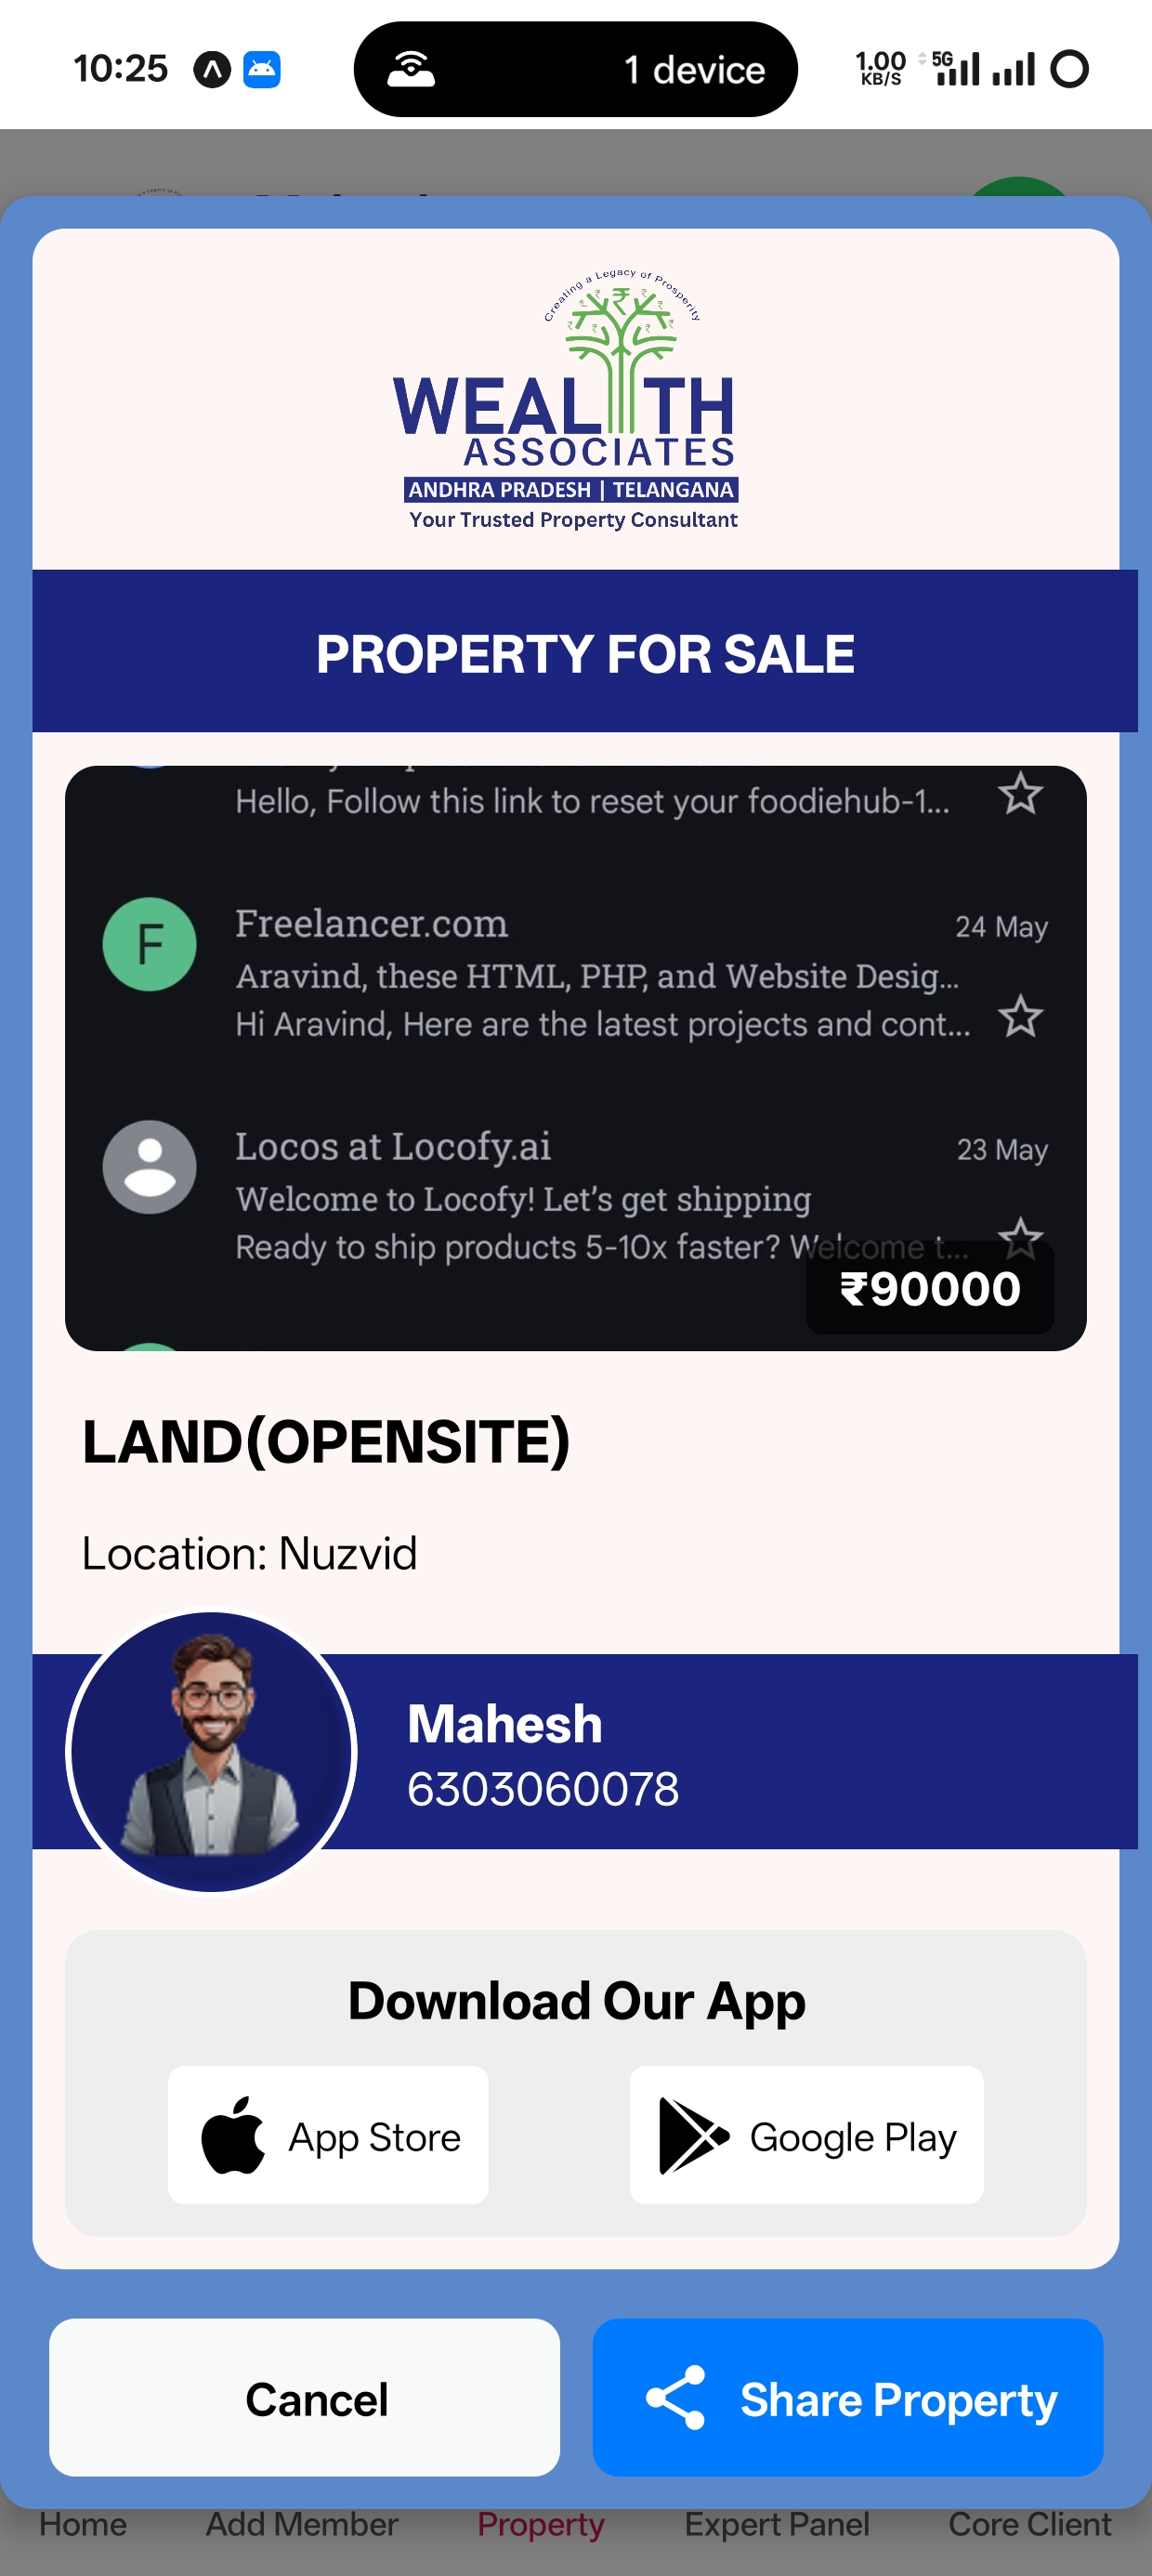 10:25
1 device
1.00
KB/S
5G
Creating a Legacy of Prosperity
WEALTH
ASSOCIATES
ANDHRA PRADESH | TELANGANA
Your Trusted Property Consultant
PROPERTY FOR SALE
Hello, Follow this link to reset your foodiehub-1...
F
Freelancer.com
24 May
Aravind, these HTML, PHP, and Website Desig...
Hi Aravind, Here are the latest projects and cont...
Locos at Locofy.ai
23 May
Welcome to Locofy! Let’s get shipping
Ready to ship products 5-10x faster? Welcome t...
₹90000
LAND(OPENSITE)
Location: Nuzvid
Mahesh
6303060078
Download Our App
App Store
Google Play
Cancel
Share Property
Home
Add Member
Property
Expert Panel
Core Client